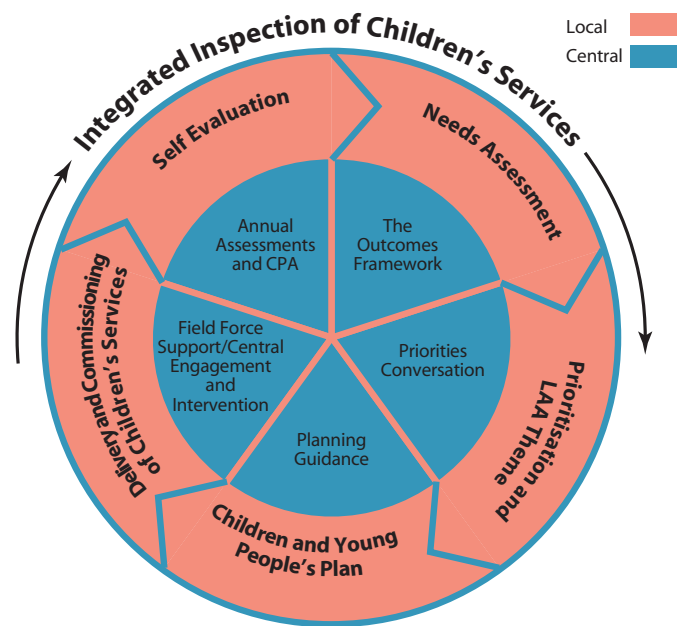 Integrated Inspection of Children's Services
Local
Central
Self Evaluation
Needs Assessment
Prioritisation and
LAA Theme
Children and Young
People's Plan
Delivery and Commissioning
of Children's Services
Annual
Assessments
and CPA
The
Outcomes
Framework
Priorities
Conversation
Planning
Guidance
Field Force
Support/Central
Engagement
and
Intervention